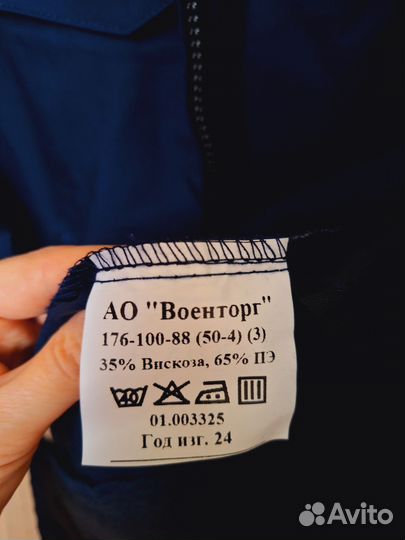 АО "Военторг"
176-100-88 (50-4) (3)
35% Вискоза, 65% ПЭ
01.003325
Год изг. 24
Avito